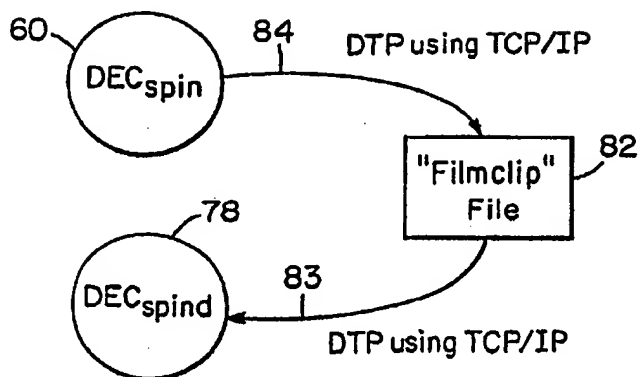 60
84
DTP using TCP/IP
DECspin
"Filmclip"
File
82
78
83
DECspind
DTP using TCP/IP